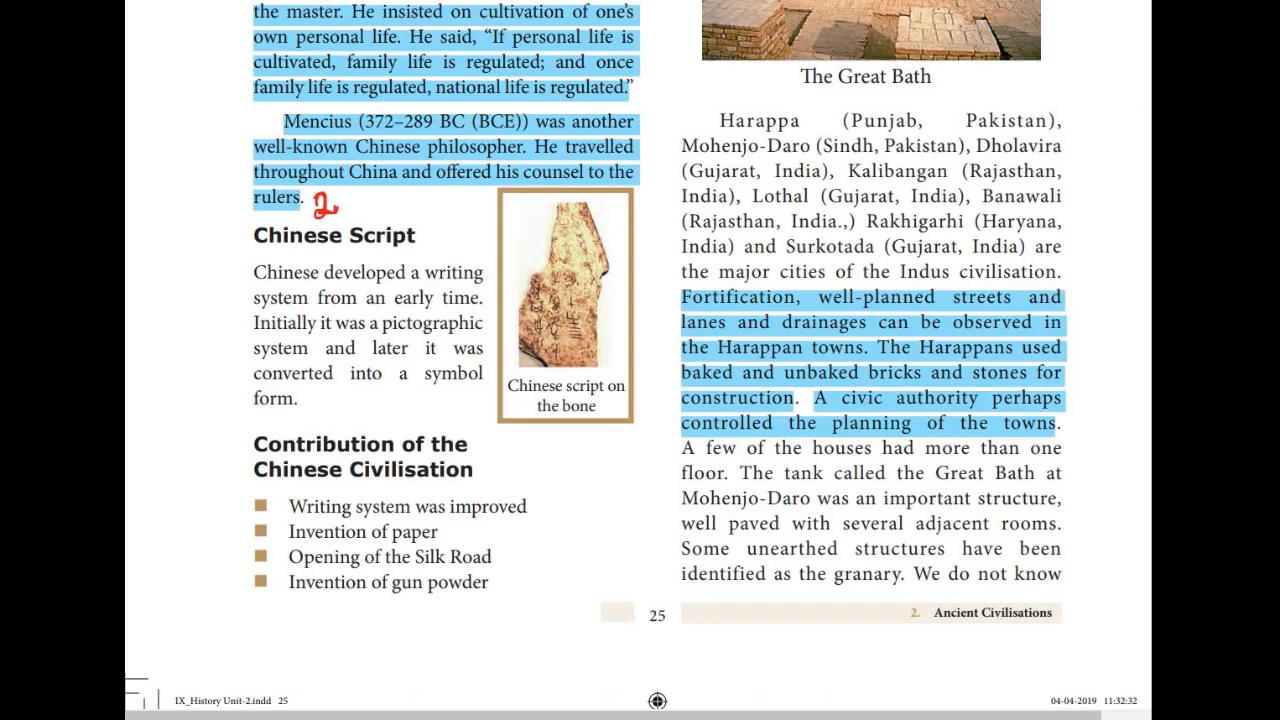 the master. He insisted on cultivation of one's
own personal life. He said, “If personal life is
cultivated, family life is regulated; and once
family life is regulated, national life is regulated.”
Mencius (372–289 BC (BCE)) was another
well-known Chinese philosopher. He travelled
throughout China and offered his counsel to the
rulers. 2
Chinese Script
Chinese developed a writing
system from an early time.
Initially it was a pictographic
system and later it was
converted into a symbol
form.
Chinese script on
the bone
Contribution of the
Chinese Civilisation
Writing system was improved
Invention of paper
Opening of the Silk Road
Invention of gun powder
The Great Bath
Harappa (Punjab, Pakistan),
Mohenjo-Daro (Sindh, Pakistan), Dholavira
(Gujarat, India), Kalibangan (Rajasthan,
India), Lothal (Gujarat, India), Banawali
(Rajasthan, India.,) Rakhigarhi (Haryana,
India) and Surkotada (Gujarat, India) are
the major cities of the Indus civilisation.
Fortification, well-planned streets and
lanes and drainages can be observed in
the Harappan towns. The Harappans used
baked and unbaked bricks and stones for
construction. A civic authority perhaps
controlled the planning of the towns.
A few of the houses had more than one
floor. The tank called the Great Bath at
Mohenjo-Daro was an important structure,
well paved with several adjacent rooms.
Some unearthed structures have been
identified as the granary. We do not know
25
2. Ancient Civilisations
IX_History Unit-2.indd 25
04-04-2019 11:32:32